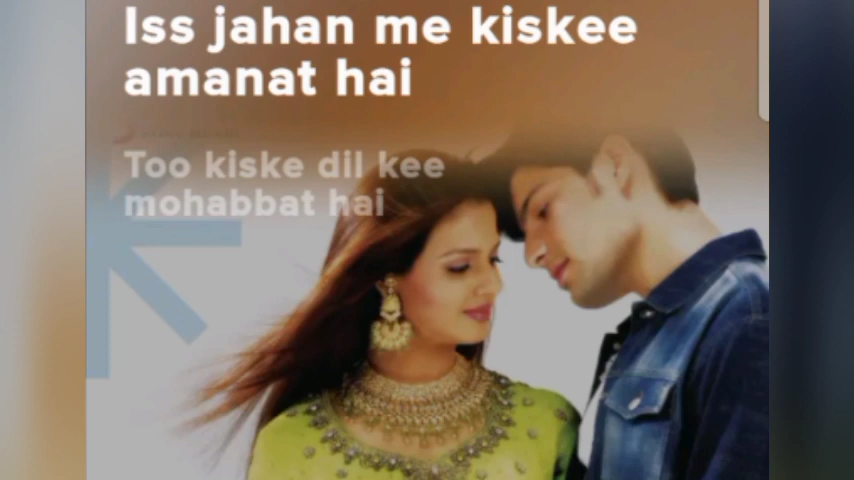 Iss jahan me kiskee
amanat hai
Too kiske dil kee
mohabbat hai